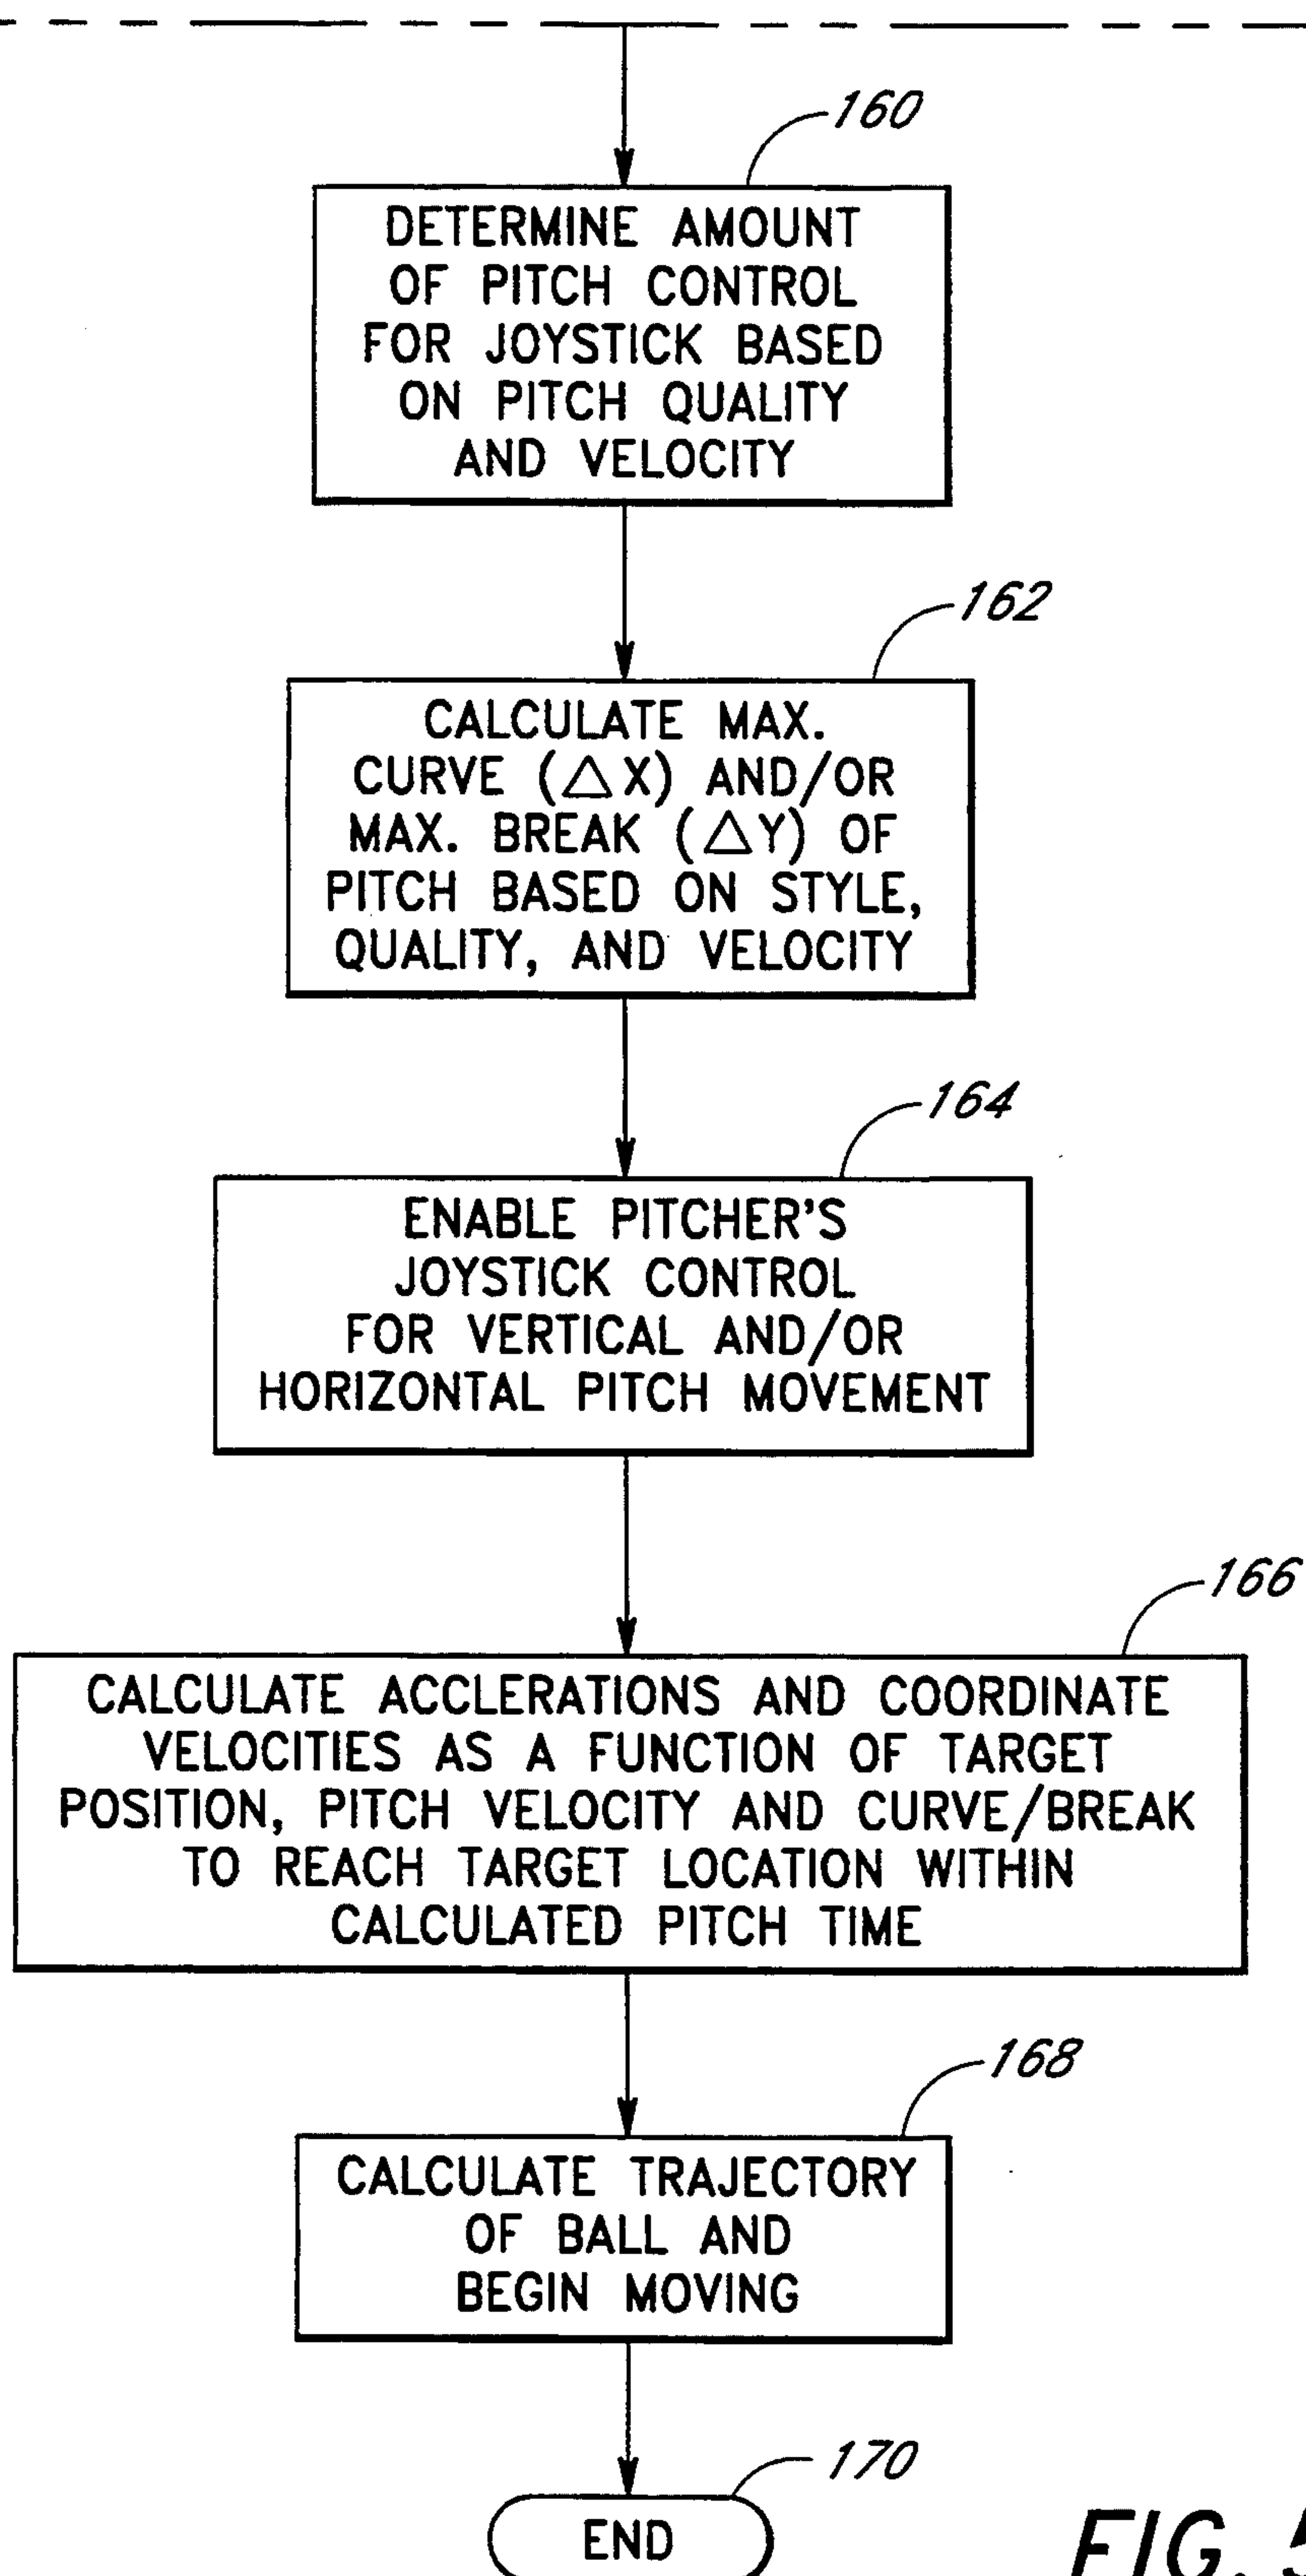 160
DETERMINE AMOUNT
OF PITCH CONTROL
FOR JOYSTICK BASED
ON PITCH QUALITY
AND VELOCITY
162
CALCULATE MAX.
CURVE (△X) AND/OR
MAX. BREAK (△Y) OF
PITCH BASED ON STYLE,
QUALITY, AND VELOCITY
164
ENABLE PITCHER'S
JOYSTICK CONTROL
FOR VERTICAL AND/OR
HORIZONTAL PITCH MOVEMENT
166
CALCULATE ACCLERATIONS AND COORDINATE
VELOCITIES AS A FUNCTION OF TARGET
POSITION, PITCH VELOCITY AND CURVE/BREAK
TO REACH TARGET LOCATION WITHIN
CALCULATED PITCH TIME
168
CALCULATE TRAJECTORY
OF BALL AND
BEGIN MOVING
170
END
FIG.